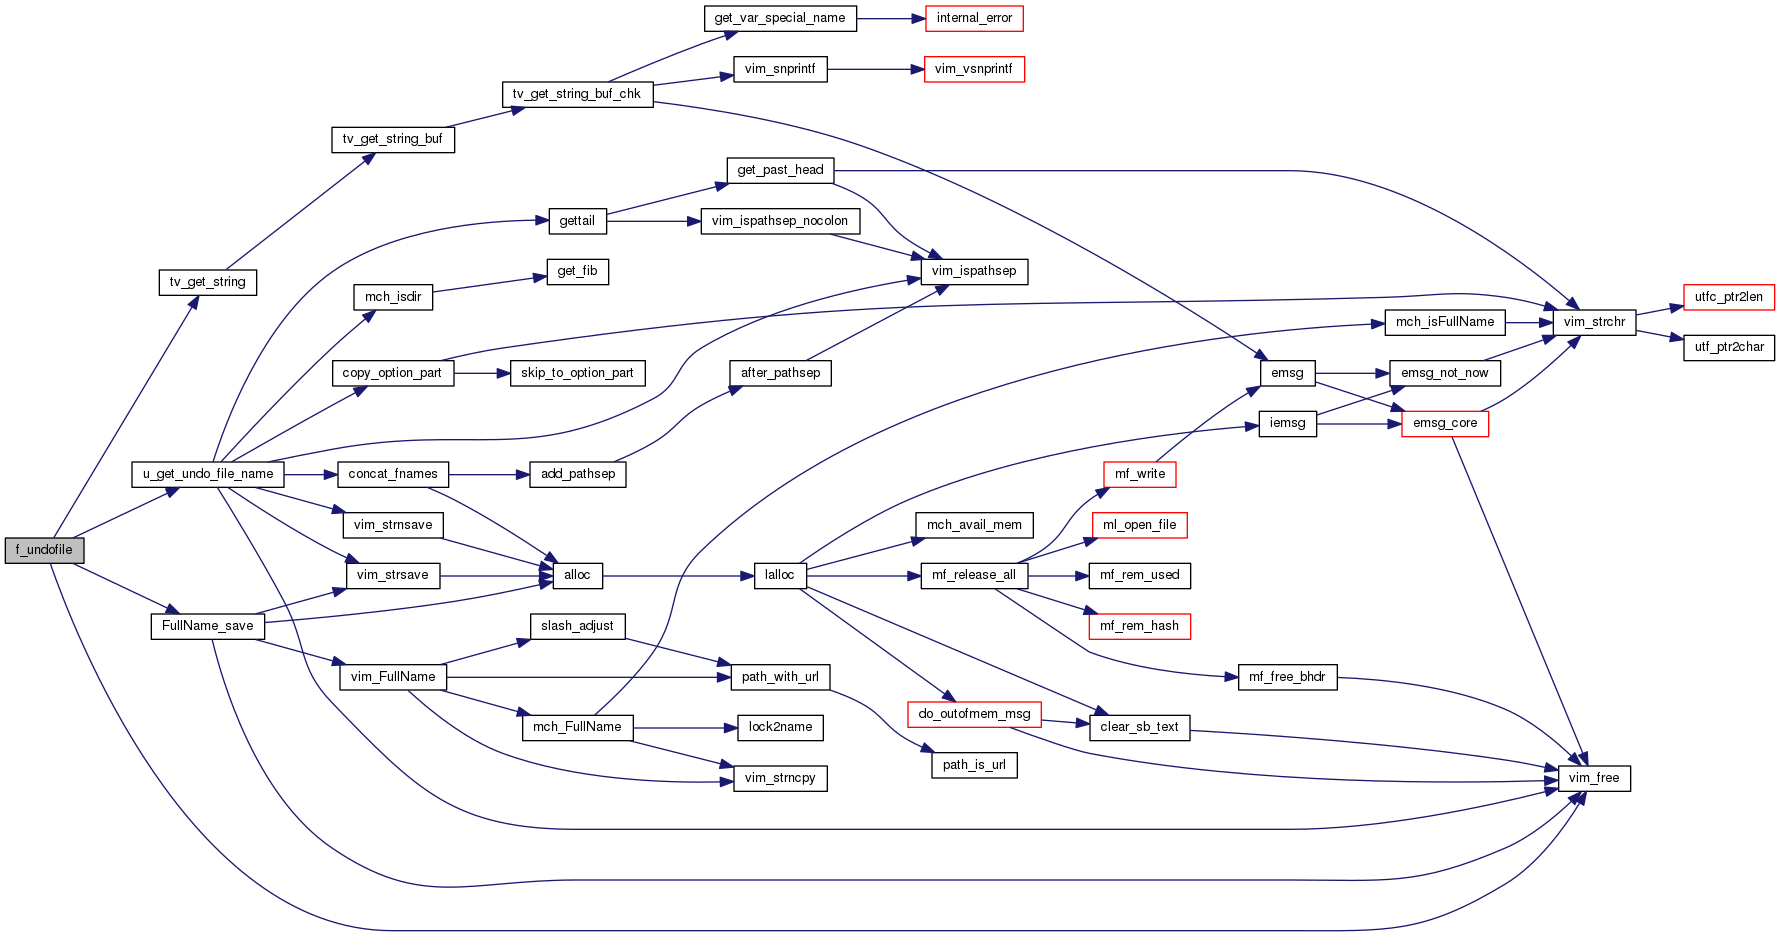 f_undofile
tv_get_string
u_get_undo_file_name
FullName_save
tv_get_string_buf
mch_isdir
copy_option_part
concat_fnames
vim_strnsave
vim_strsave
vim_FullName
tv_get_string_buf_chk
gettail
get_fib
skip_to_option_part
add_pathsep
alloc
slash_adjust
mch_FullName
get_var_special_name
vim_snprintf
get_past_head
vim_ispathsep_nocolon
after_pathsep
lalloc
path_with_url
lock2name
vim_strncpy
internal_error
vim_vsnprintf
vim_ispathsep
mch_avail_mem
mf_release_all
do_outofmem_msg
path_is_url
mf_write
ml_open_file
mf_rem_used
mf_rem_hash
clear_sb_text
emsg
iemsg
mf_free_bhdr
mch_isFullName
emsg_not_now
emsg_core
vim_strchr
vim_free
utfc_ptr2len
utf_ptr2char